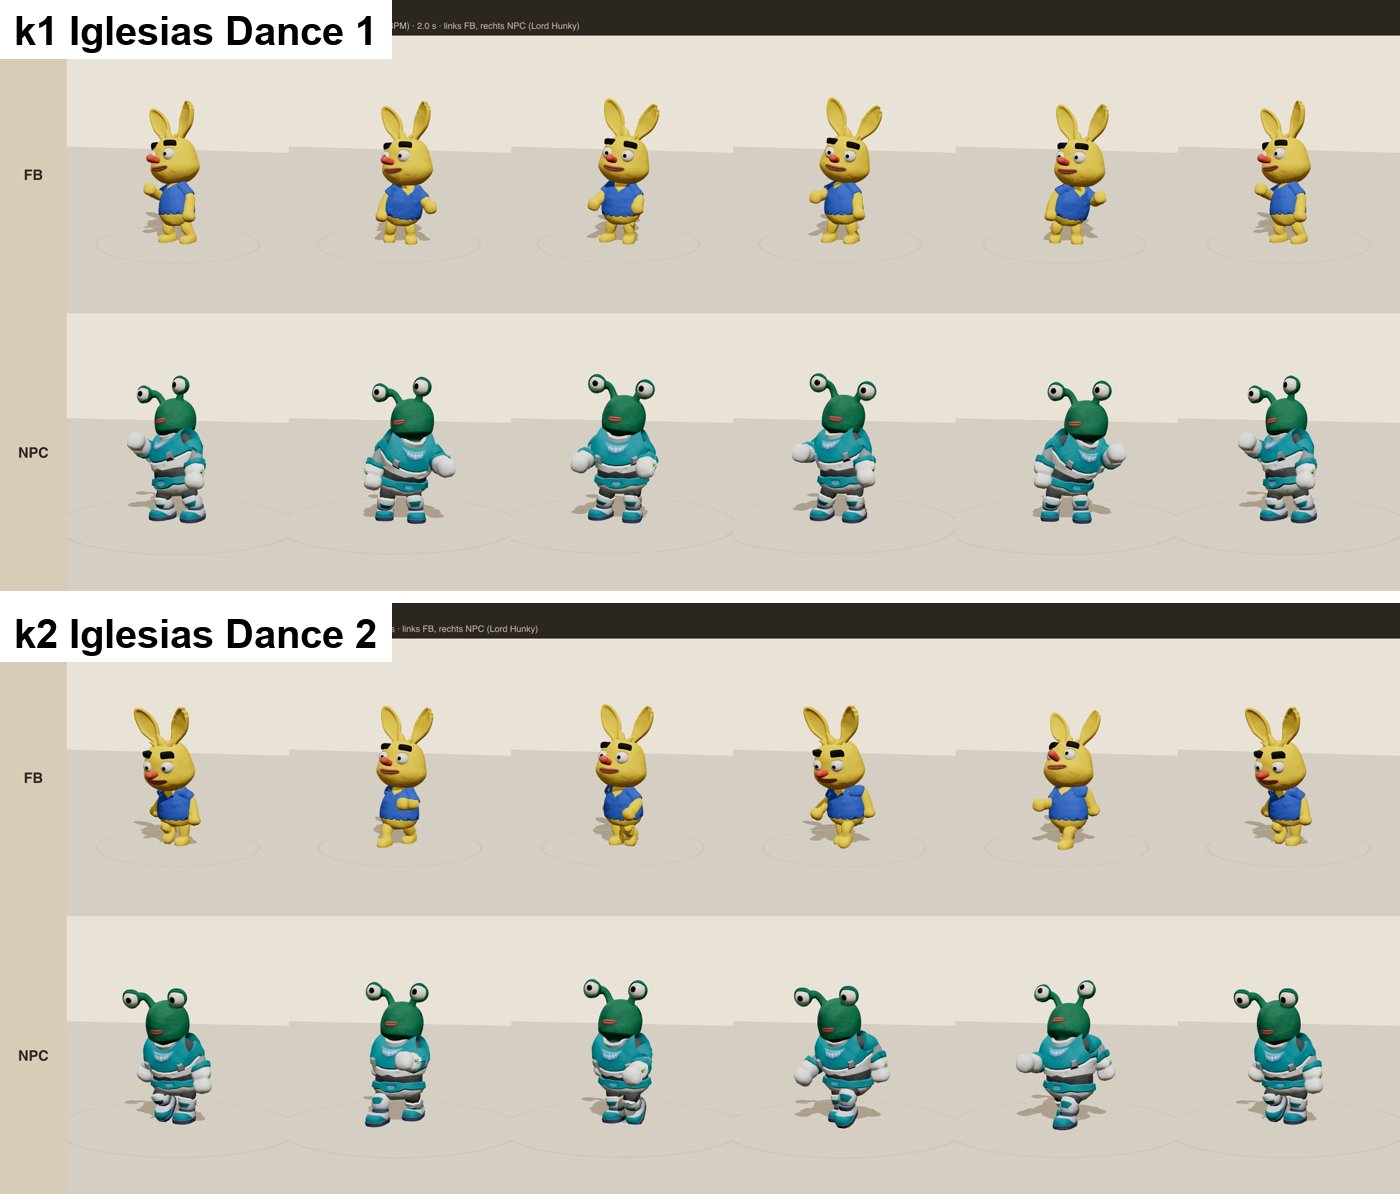 k1 Iglesias Dance 1
PM) · 2.0 s · links FB, rechts NPC (Lord Hunky)
FB
NPC
k2 Iglesias Dance 2
s · links FB, rechts NPC (Lord Hunky)
FB
NPC